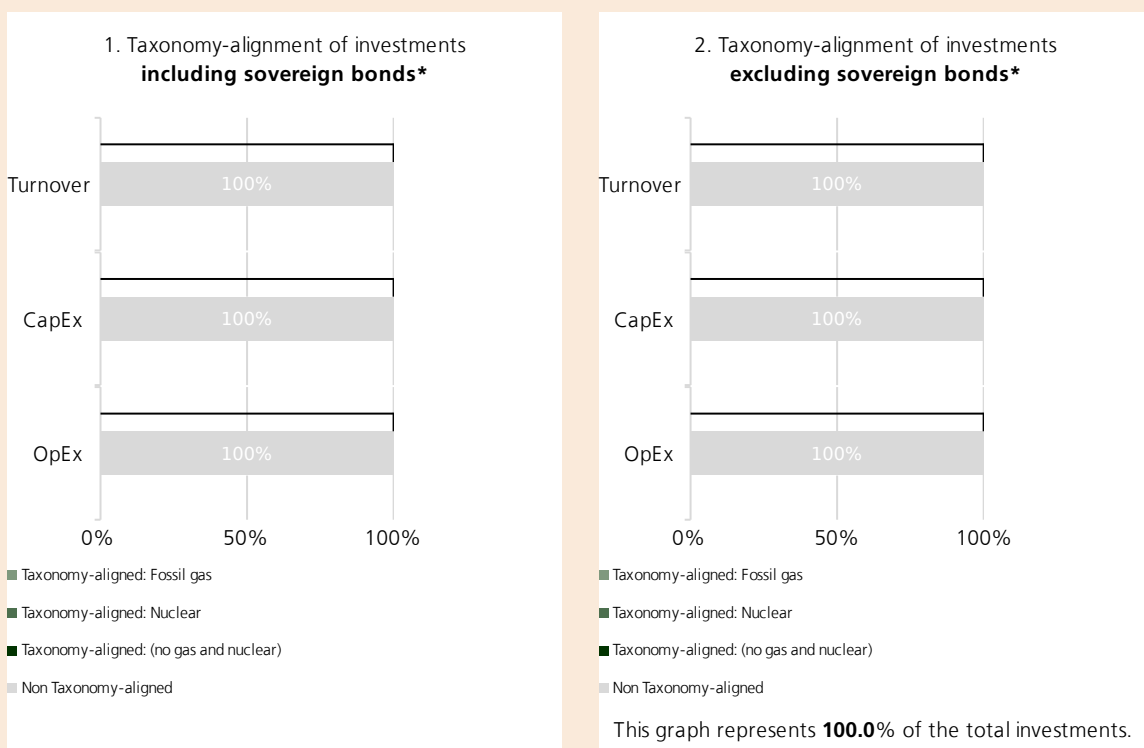 1. Taxonomy-alignment of investments
including sovereign bonds*
Turnover
100%
CapEx
100%
OpEx
100%
0% 50% 100%
Taxonomy-aligned: Fossil gas
Taxonomy-aligned: Nuclear
Taxonomy-aligned: (no gas and nuclear)
Non Taxonomy-aligned
2. Taxonomy-alignment of investments
excluding sovereign bonds*
Turnover
100%
CapEx
100%
OpEx
100%
0% 50% 100%
Taxonomy-aligned: Fossil gas
Taxonomy-aligned: Nuclear
Taxonomy-aligned: (no gas and nuclear)
Non Taxonomy-aligned
This graph represents 100.0% of the total investments.